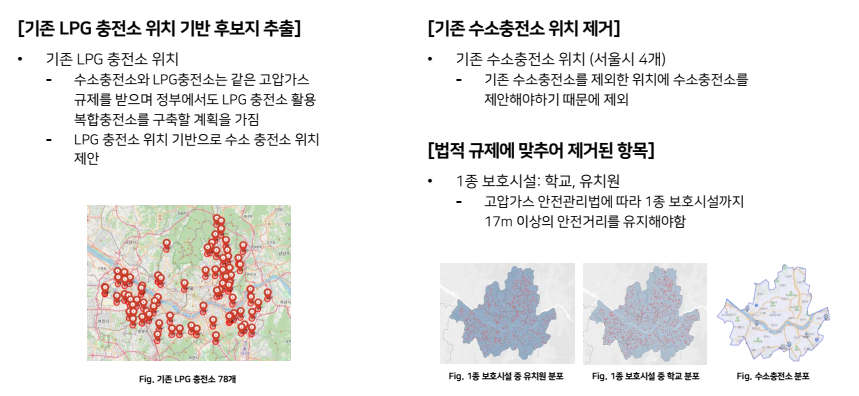 [기존 LPG 충전소 위치 기반 후보지 추출]
• 기존 LPG 충전소 위치
- 수소충전소와 LPG충전소는 같은 고압가스
규제를 받으며 정부에서도 LPG 충전소 활용
복합충전소를 구축할 계획을 가짐
- LPG 충전소 위치 기반으로 수소 충전소 위치
제안
Fig. 기존 LPG 충전소 78개
[기존 수소충전소 위치 제거]
• 기존 수소충전소 위치 (서울시 4개)
- 기존 수소충전소를 제외한 위치에 수소충전소를
제안해야하기 때문에 제외
[법적 규제에 맞추어 제거된 항목]
• 1종 보호시설: 학교, 유치원
- 고압가스 안전관리법에 따라 1종 보호시설까지
17m 이상의 안전거리를 유지해야함
Fig. 1종 보호시설 중 유치원 분포
Fig. 1종 보호시설 중 학교 분포
Fig. 수소충전소 분포